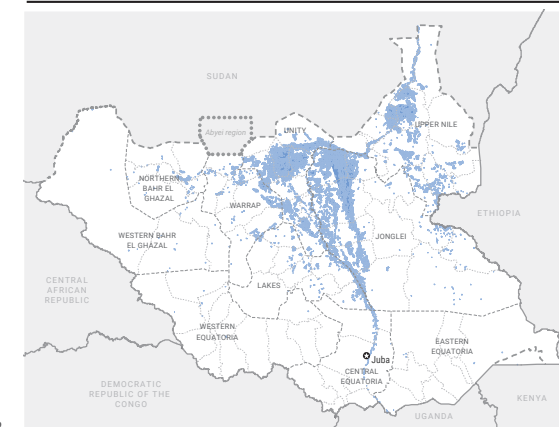 SUDAN
Abyei region
UNITY
UPPER NILE
NORTHERN
BAHR EL
GHAZAL
WARRAP
ETHIOPIA
WESTERN BAHR
EL GHAZAL
JONGLEI
CENTRAL
AFRICAN
REPUBLIC
LAKES
WESTERN
EQUATORIA
EASTERN
EQUATORIA
Juba
CENTRAL
EQUATORIA
DEMOCRATIC
REPUBLIC OF THE
CONGO
KENYA
UGANDA